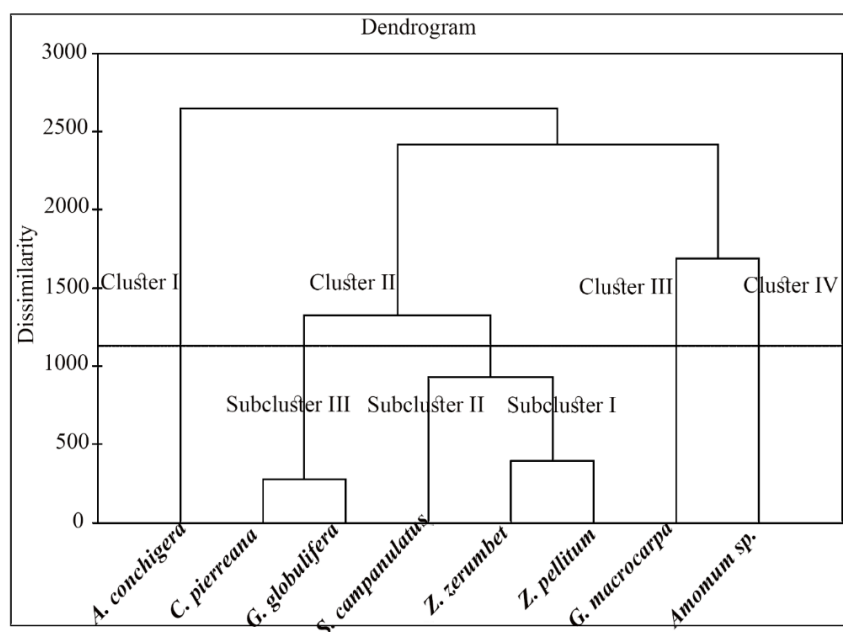 Dendrogram
Dissimilarity
3000
2500
2000
1500
1000
500
0
Cluster I
Cluster II
Cluster III
Cluster IV
Subcluster III
Subcluster II
Subcluster I
A. conchigera
C. pierreana
G. globulifera
S. campanulatus
Z. zerumbet
Z. pellitum
G. macrocarpa
Amomum sp.